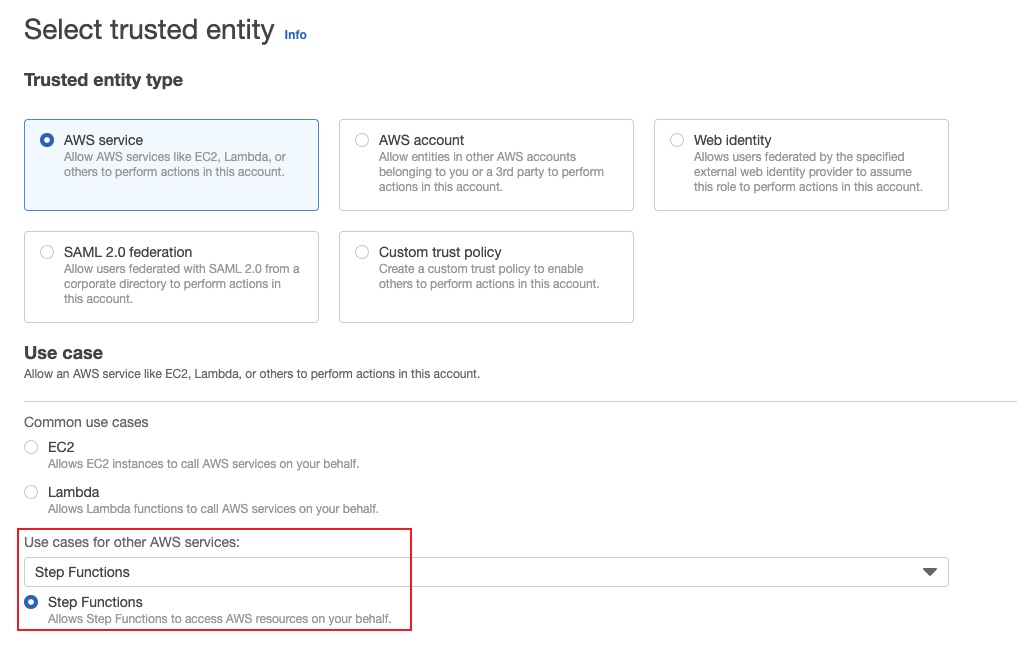 Select trusted entity Info
Trusted entity type
AWS service
Allow AWS services like EC2, Lambda, or
others to perform actions in this account.
AWS account
Allow entities in other AWS accounts
belonging to you or a 3rd party to perform
actions in this account.
Web identity
Allows users federated by the specified
external web identity provider to assume
this role to perform actions in this account.
SAML 2.0 federation
Allow users federated with SAML 2.0 from a
corporate directory to perform actions in
this account.
Custom trust policy
Create a custom trust policy to enable
others to perform actions in this account.
Use case
Allow an AWS service like EC2, Lambda, or others to perform actions in this account.
Common use cases
EC2
Allows EC2 instances to call AWS services on your behalf.
Lambda
Allows Lambda functions to call AWS services on your behalf.
Use cases for other AWS services:
Step Functions
Step Functions
Allows Step Functions to access AWS resources on your behalf.